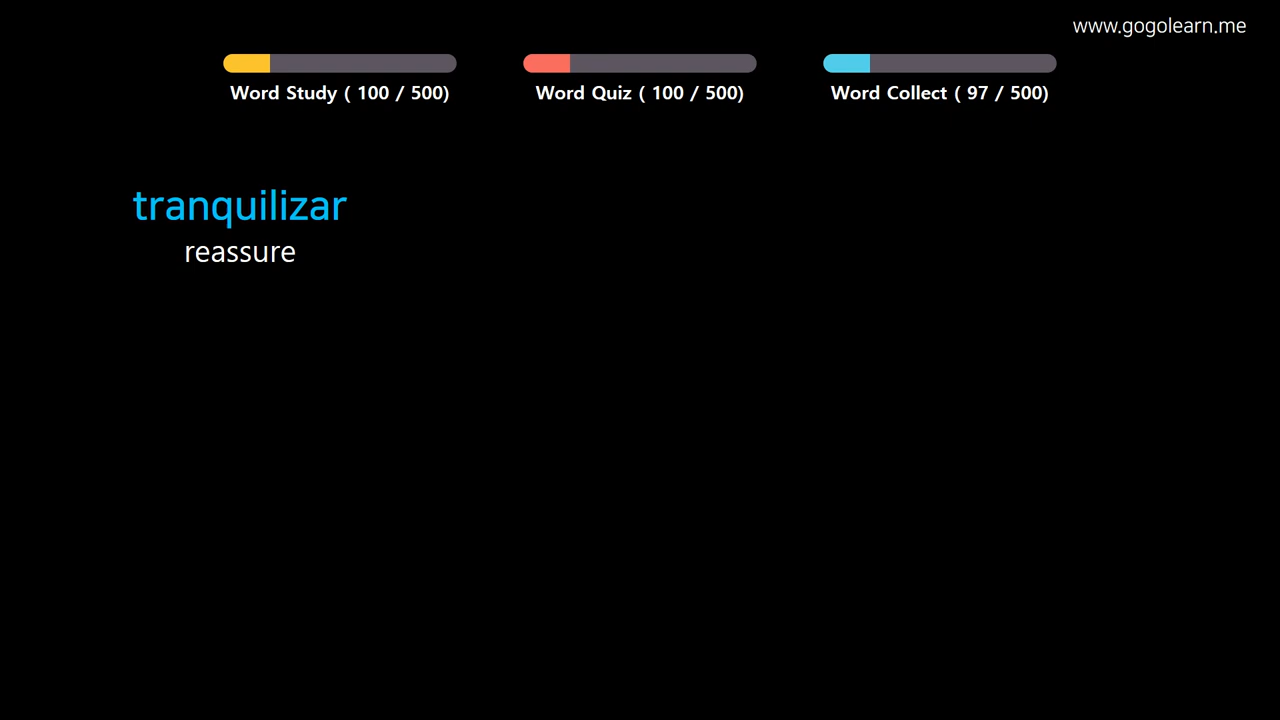 www.gogolearn.me
Word Study ( 100 / 500)
Word Quiz ( 100 / 500)
Word Collect ( 97 / 500)
tranquilizar
reassure